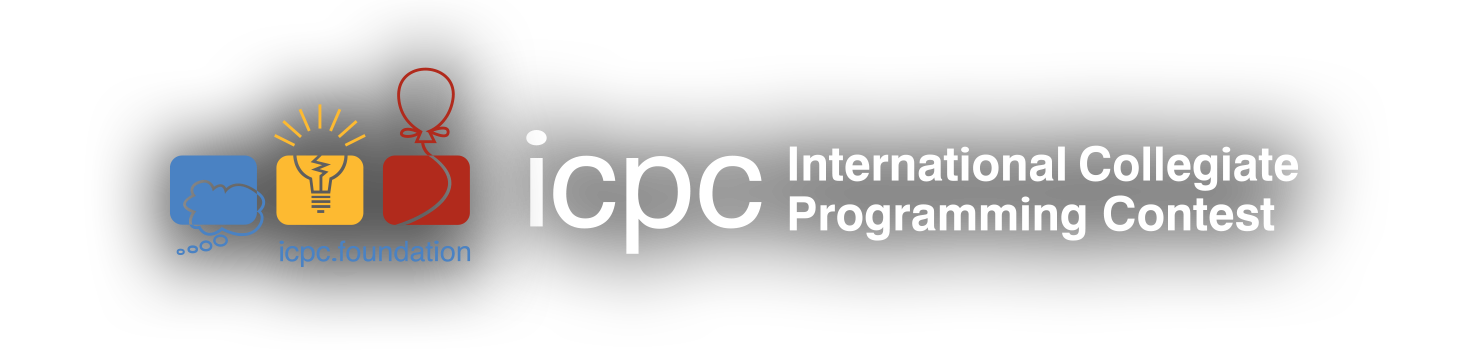 icpc.foundation
icpc
International Collegiate
Programming Contest